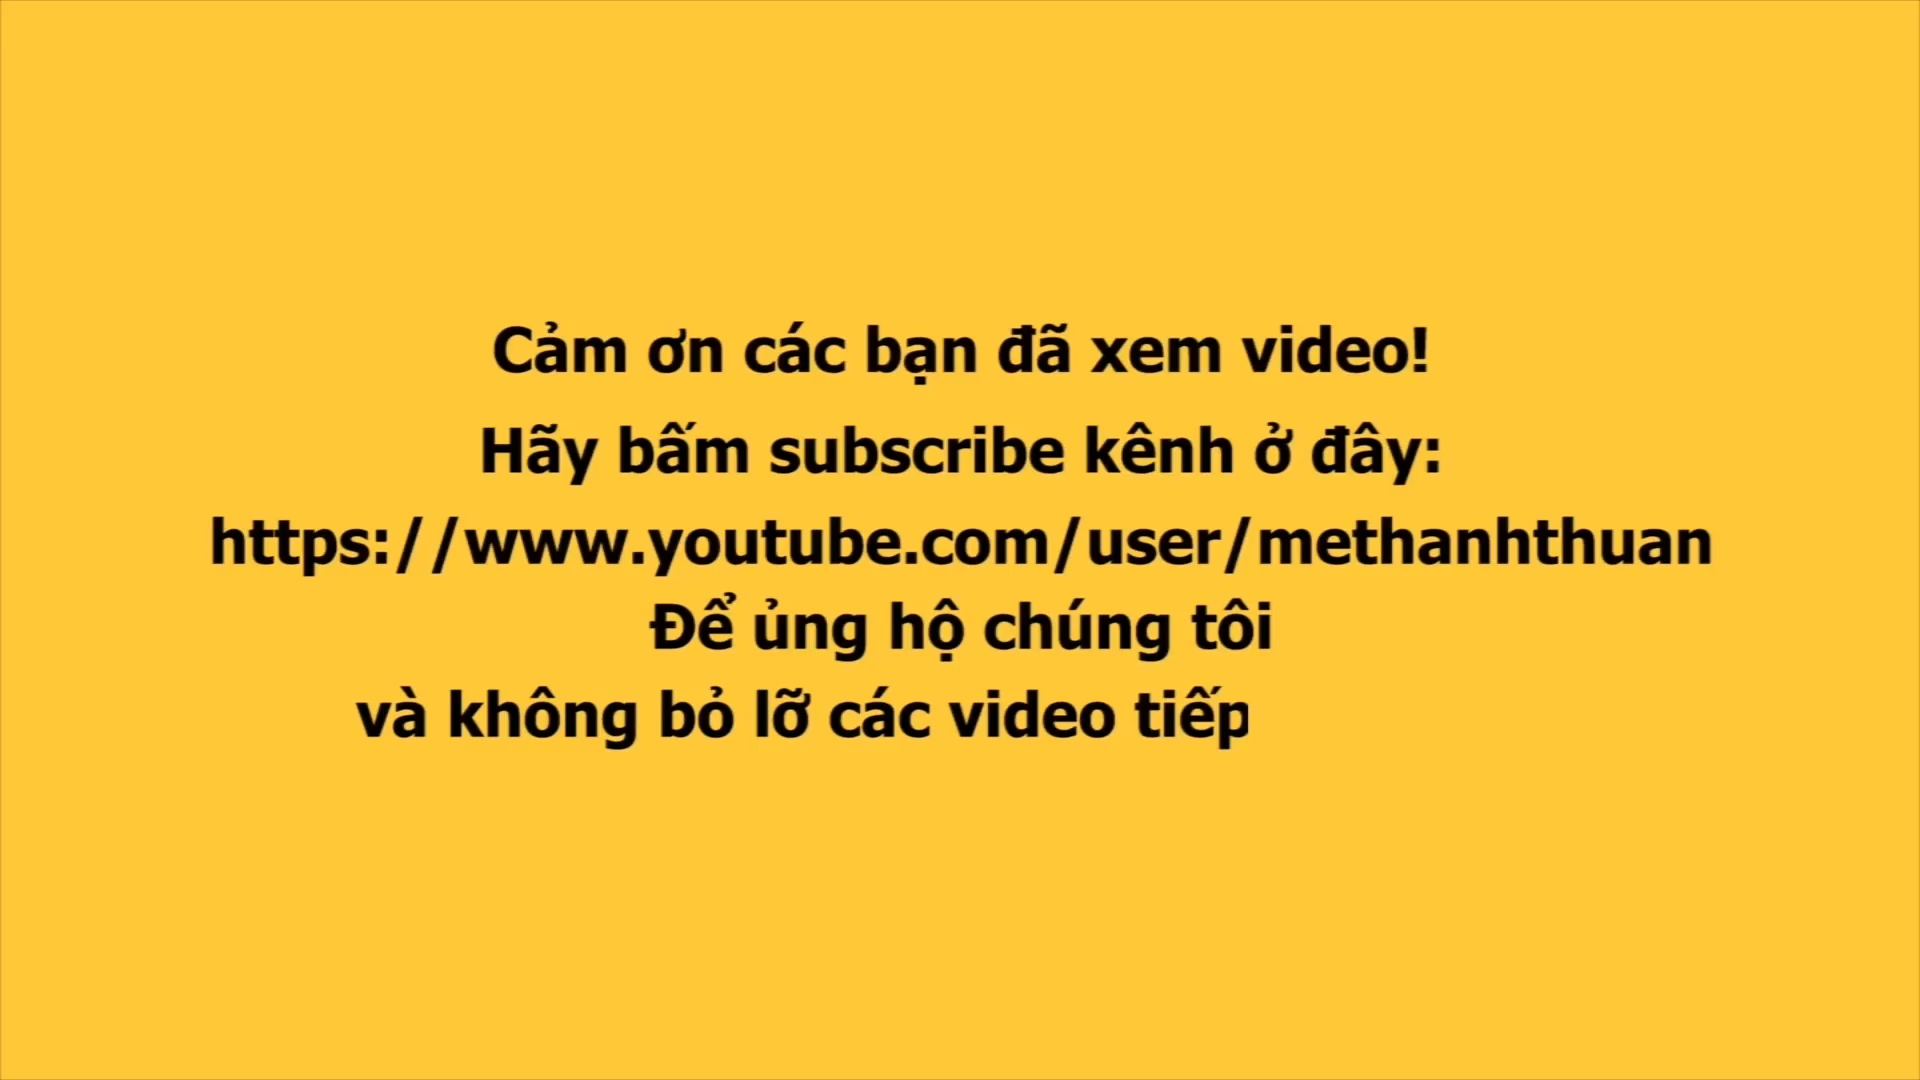 Cảm ơn các bạn đã xem video!
Hãy bấm subscribe kênh ở đây:
https://www.youtube.com/user/methanhthuan
Để ủng hộ chúng tôi
và không bỏ lỡ các video tiếp